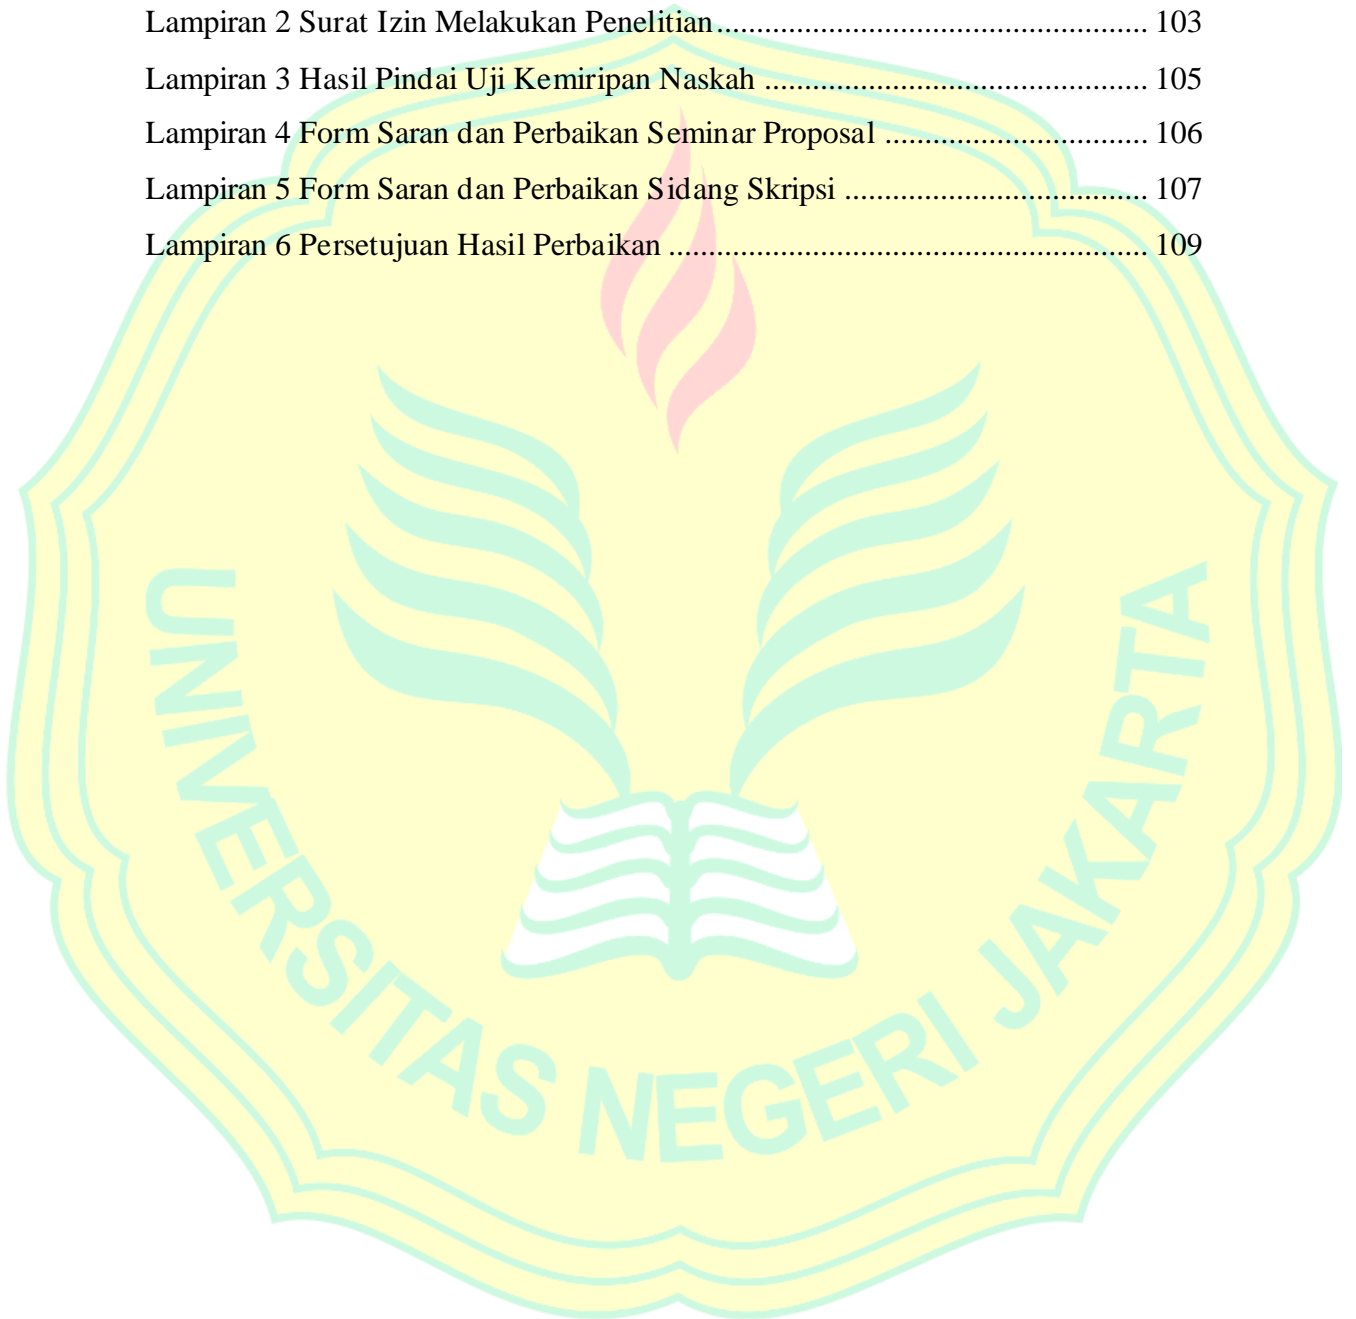 Lampiran 2 Surat Izin Melakukan Penelitian...................................................... 103
Lampiran 3 Hasil Pindai Uji Kemiripan Naskah ................................................ 105
Lampiran 4 Form Saran dan Perbaikan Seminar Proposal ................................. 106
Lampiran 5 Form Saran dan Perbaikan Sidang Skripsi ...................................... 107
Lampiran 6 Persetujuan Hasil Perbaikan ............................................................ 109
UNIVERSITAS NEGERI JAKARTA